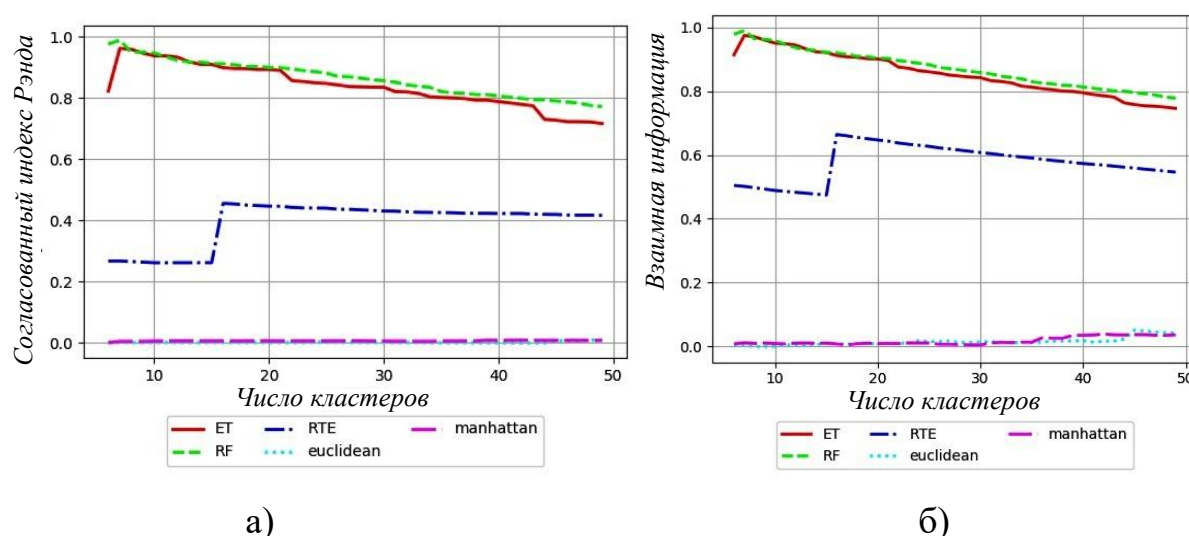 Согласованный индекс Рэнда
1.0
0.8
0.6
0.4
0.2
0.0
10
20
30
40
50
Число кластеров
ET
RF
RTE
euclidean
manhattan
а)
Взаимная информация
1.0
0.8
0.6
0.4
0.2
0.0
10
20
30
40
50
Число кластеров
ET
RF
RTE
euclidean
manhattan
б)